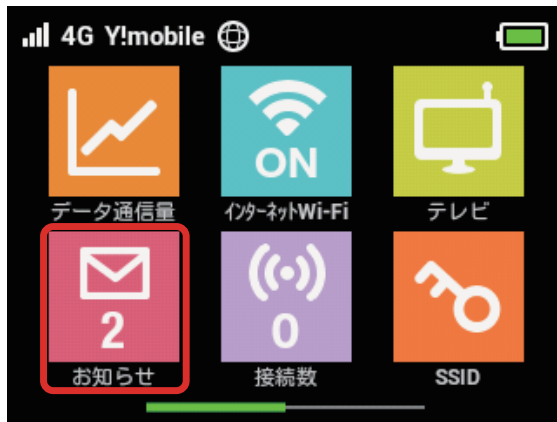 4G Y!mobile
ON
データ通信量
インターネットWi-Fi
テレビ
2
0
お知らせ
接続数
SSID